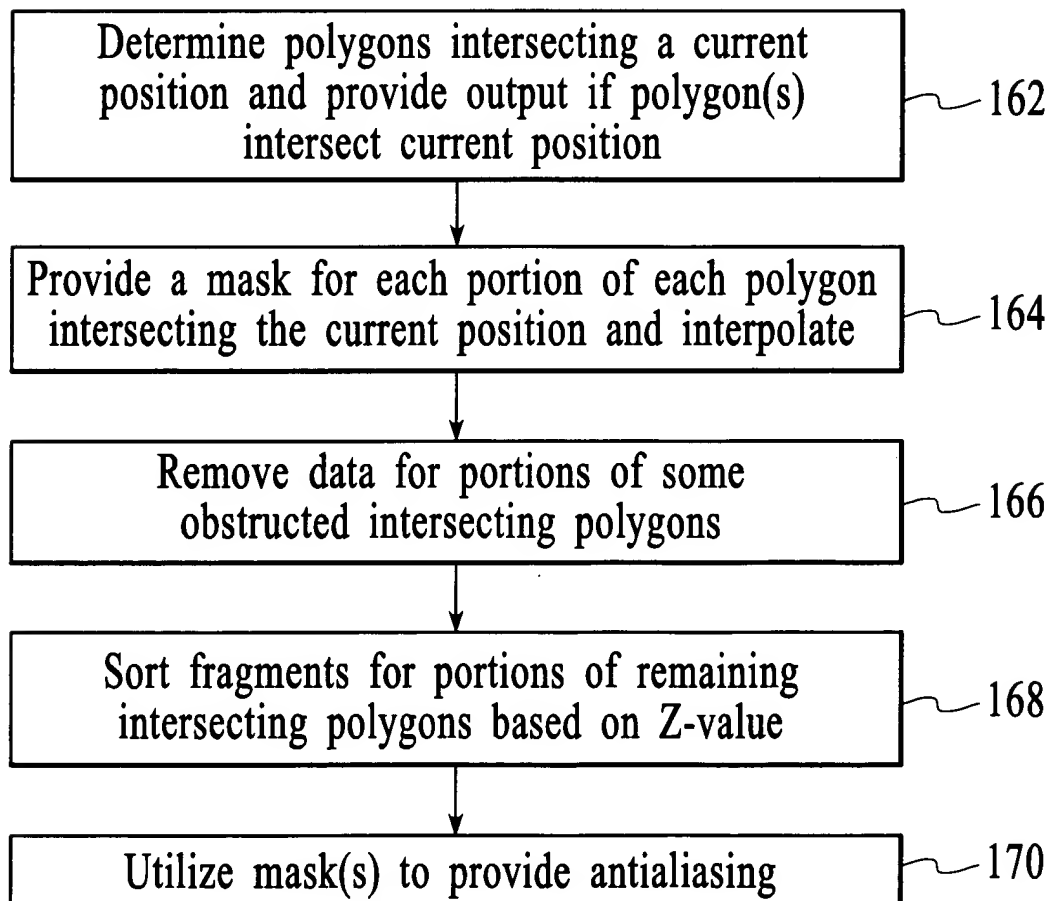 Determine polygons intersecting a current
position and provide output if polygon(s)
intersect current position
162
Provide a mask for each portion of each polygon
intersecting the current position and interpolate
164
Remove data for portions of some
obstructed intersecting polygons
166
Sort fragments for portions of remaining
intersecting polygons based on Z-value
168
Utilize mask(s) to provide antialiasing
170